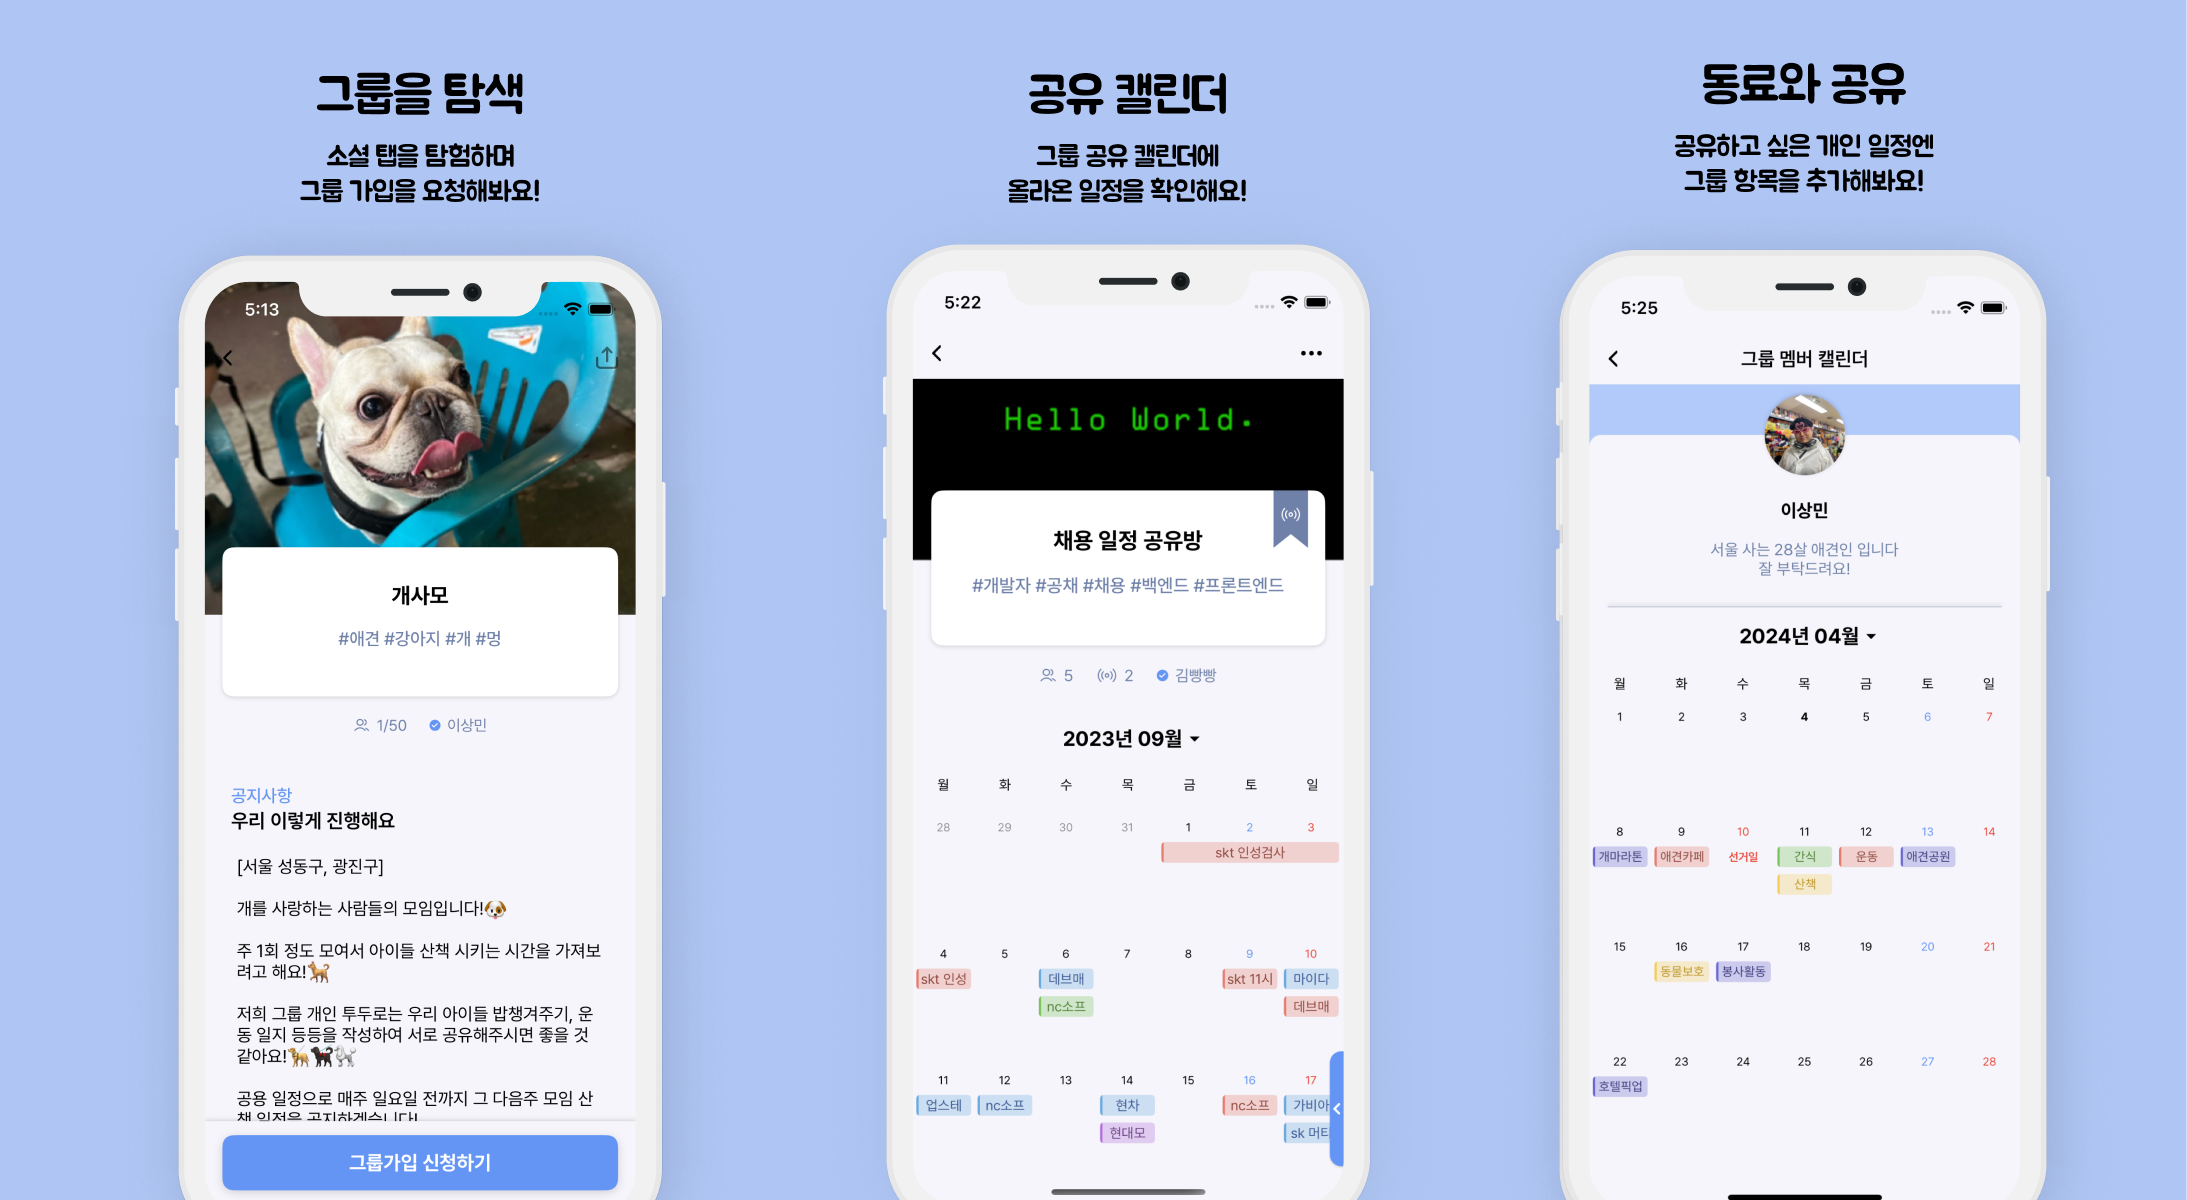 그룹을 탐색
소셜 탭을 탐험하며
그룹 가입을 요청해봐요!
5:13
개사모
#애견 #강아지 #개 #멍
1/50 이상민
공지사항
우리 이렇게 진행해요
[서울 성동구, 광진구]
개를 사랑하는 사람들의 모임입니다!🐶
주 1회 정도 모여서 아이들 산책 시키는 시간을 가져보
려고 해요!🐕
저희 그룹 개인 투두로는 우리 아이들 밥챙겨주기, 운
동 일지 등등을 작성하여 서로 공유해주시면 좋을 것
같아요!🦮🐕‍🦺🐩
공용 일정으로 매주 일요일 전까지 그 다음주 모임 산
책 일정을 공지하겠습니다!
그룹가입 신청하기
공유 캘린더
그룹 공유 캘린더에
올라온 일정을 확인해요!
5:22
Hello World.
채용 일정 공유방
#개발자 #공채 #채용 #백엔드 #프론트엔드
5 2 김빵빵
2023년 09월
월 화 수 목 금 토 일
28 29 30 31 1 2 3
skt 인성검사
4 5 6 7 8 9 10
skt 인성 데브매 skt 11시 마이다
nc소프 데브매
11 12 13 14 15 16 17
업스테 nc소프 현차 nc소프 가비아
현대모 sk 머티
동료와 공유
공유하고 싶은 개인 일정엔
그룹 항목을 추가해봐요!
5:25
그룹 멤버 캘린더
이상민
서울 사는 28살 애견인 입니다
잘 부탁드려요!
2024년 04월
월 화 수 목 금 토 일
1 2 3 4 5 6 7
8 9 10 11 12 13 14
개마라톤 애견카페 선거일 간식 운동 애견공원
산책
15 16 17 18 19 20 21
동물보호 봉사활동
22 23 24 25 26 27 28
호텔픽업